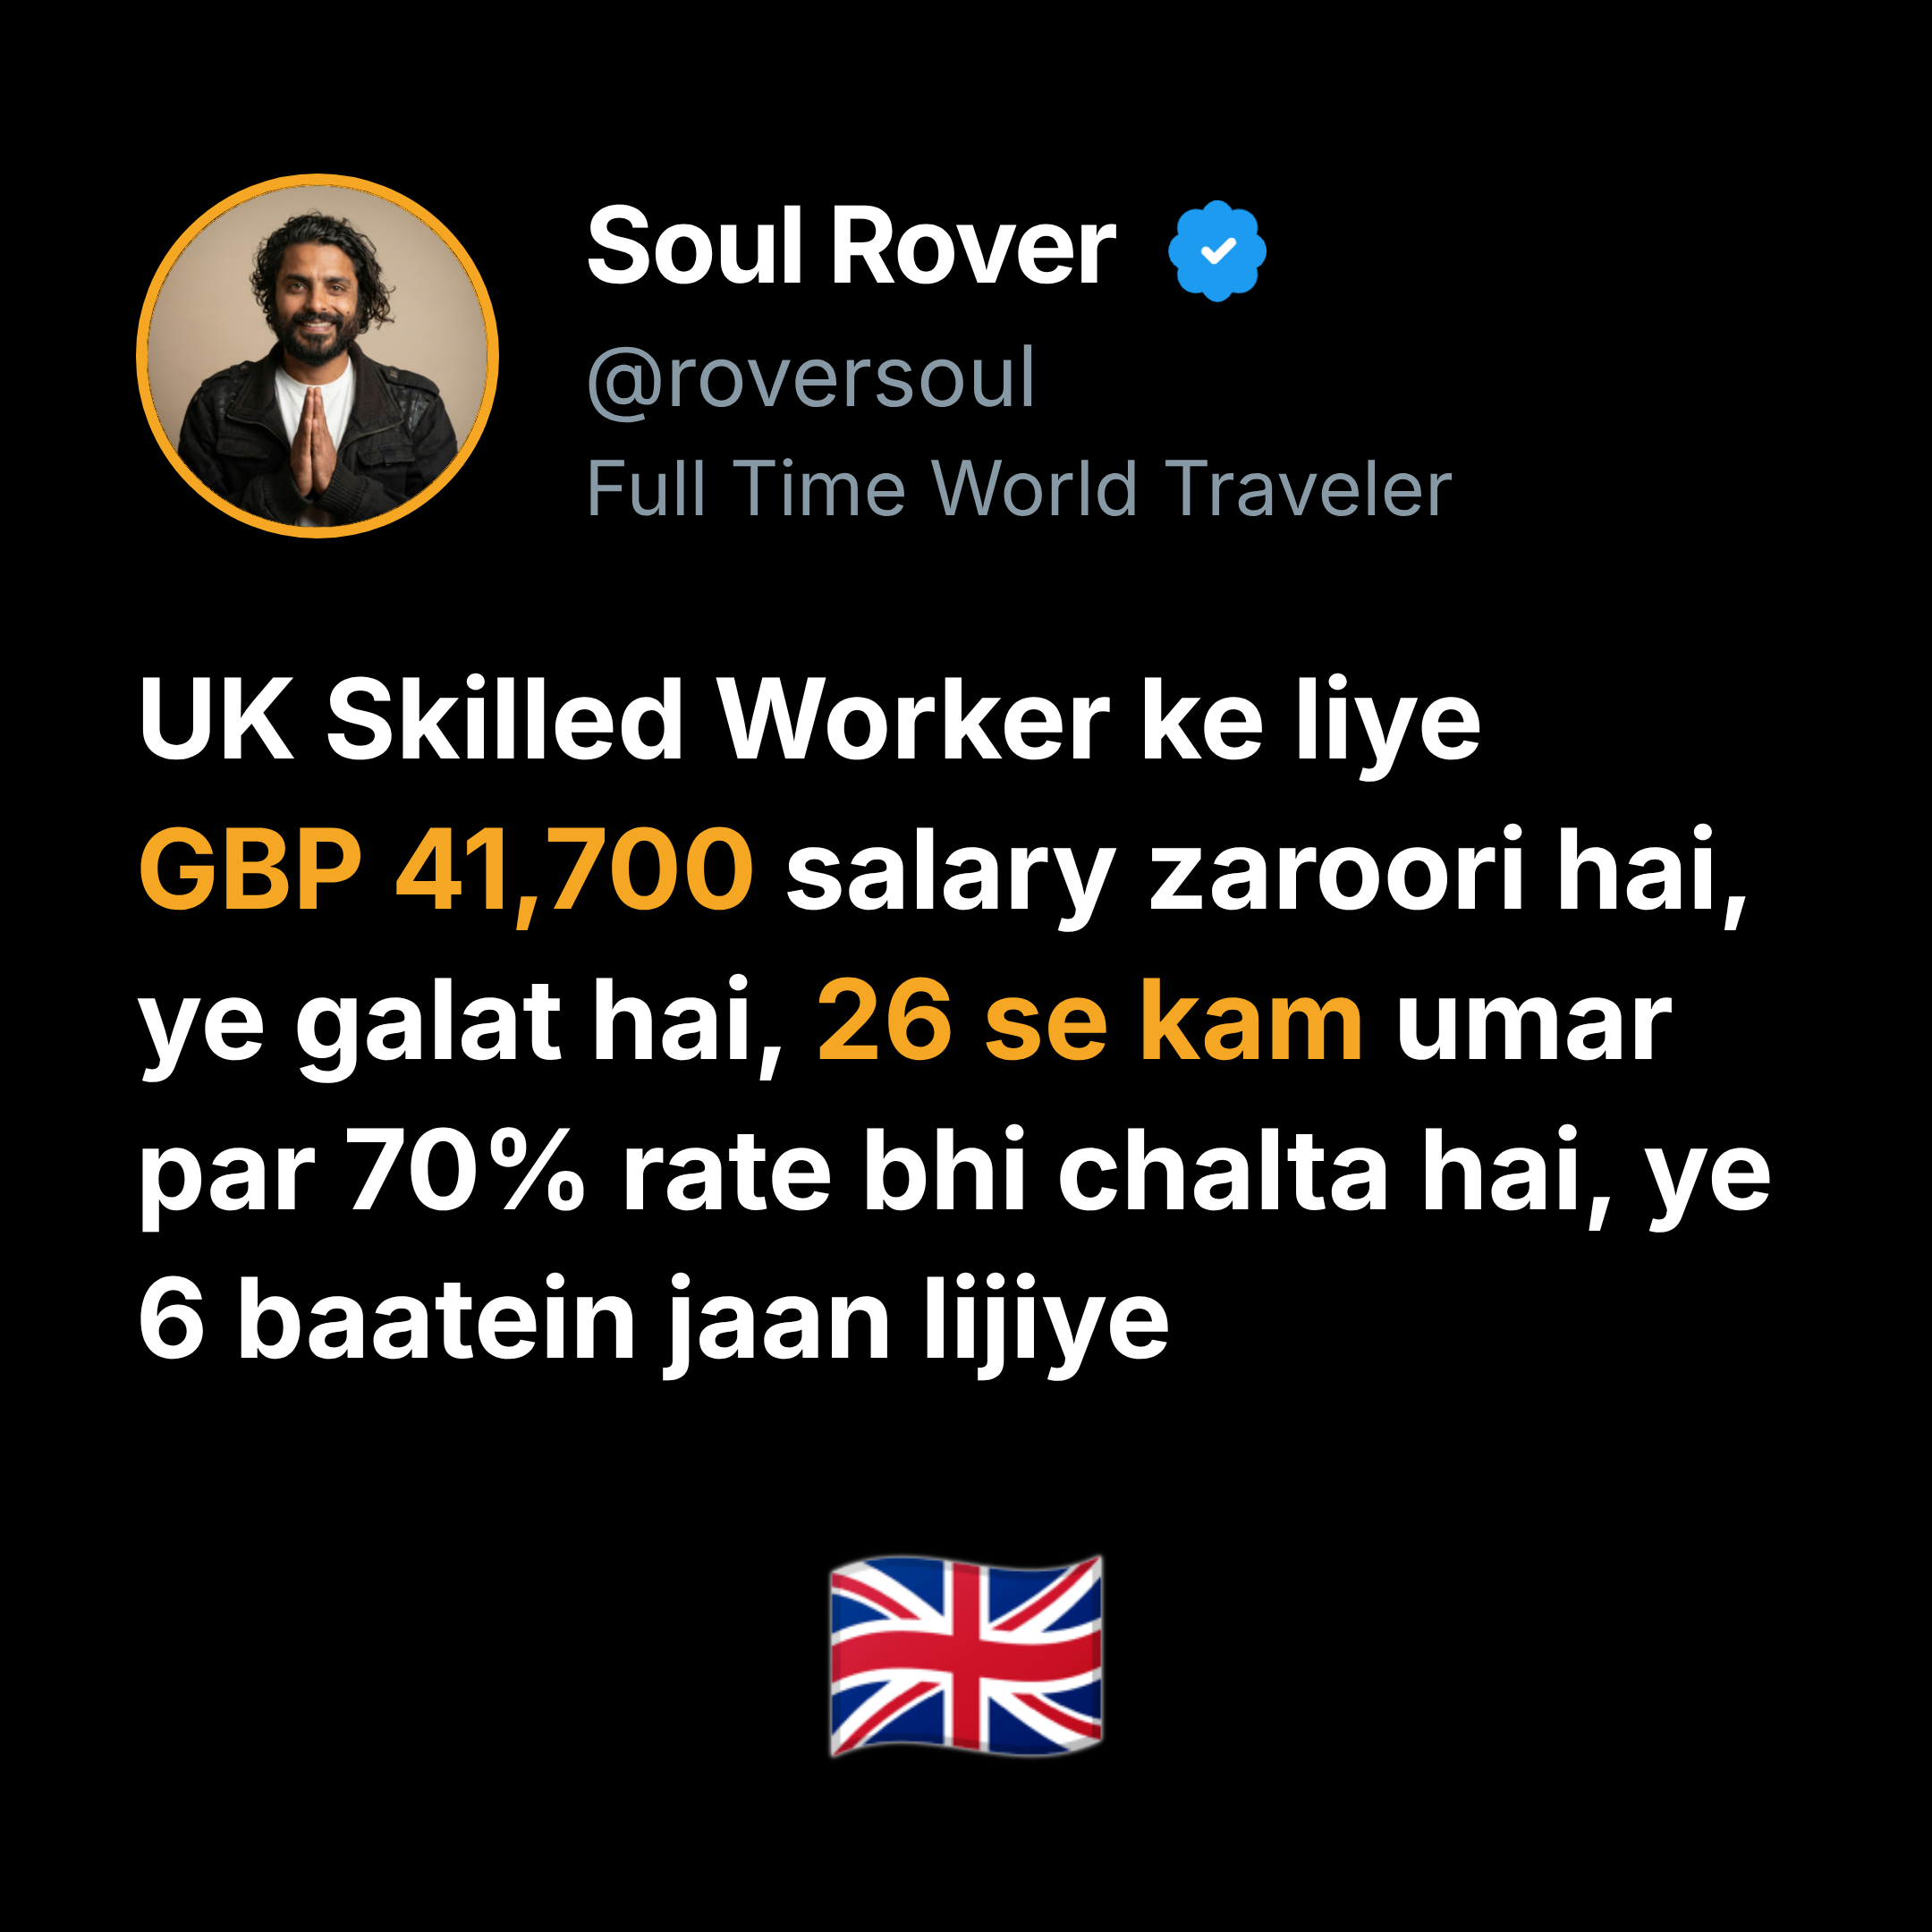 Soul Rover
@roversoul
Full Time World Traveler
UK Skilled Worker ke liye
GBP 41,700 salary zaroori hai,
ye galat hai, 26 se kam umar
par 70% rate bhi chalta hai, ye
6 baatein jaan lijiye